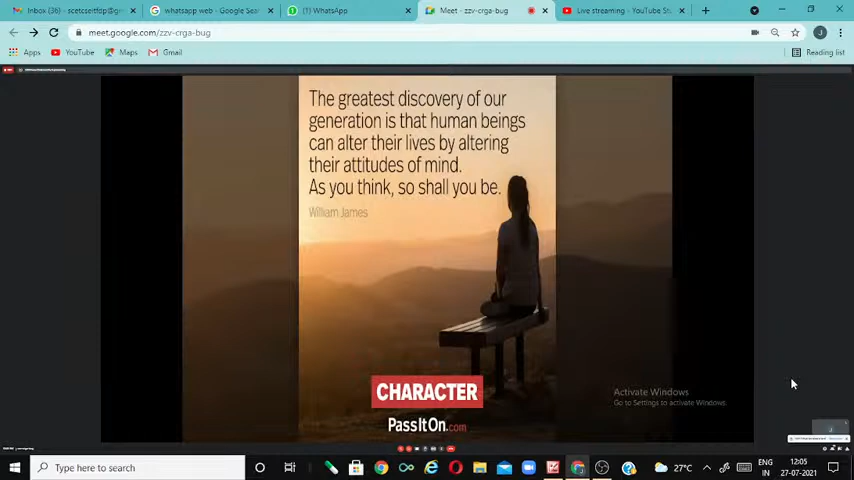 Inbox (36) - scetcseitfdp@gm
whatsapp web - Google Sear
(1) WhatsApp
Meet - zzv-crga-bug
Live streaming - YouTube St
meet.google.com/zzv-crga-bug
Apps
YouTube
Maps
Gmail
Reading list
The greatest discovery of our
generation is that human beings
can alter their lives by altering
their attitudes of mind.
As you think, so shall you be.
William James
CHARACTER
PassItOn.com
Activate Windows
Go to Settings to activate Windows.
Type here to search
27°C
ENG
IN
12:05
27-07-2021